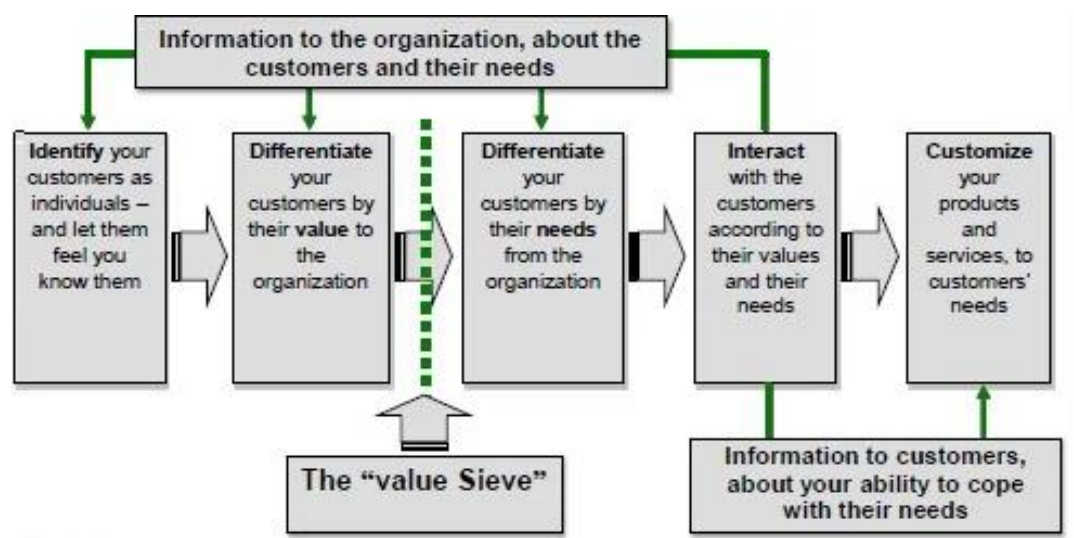 Information to the organization, about the
customers and their needs
Identify your
customers as
individuals –
and let them
feel you
know them
Differentiate
your
customers by
their value to
the
organization
Differentiate
your
customers by
their needs
from the
organization
Interact
with the
customers
according to
their values
and their
needs
Customize
your
products
and
services, to
customers'
needs
The “value Sieve”
Information to customers,
about your ability to cope
with their needs